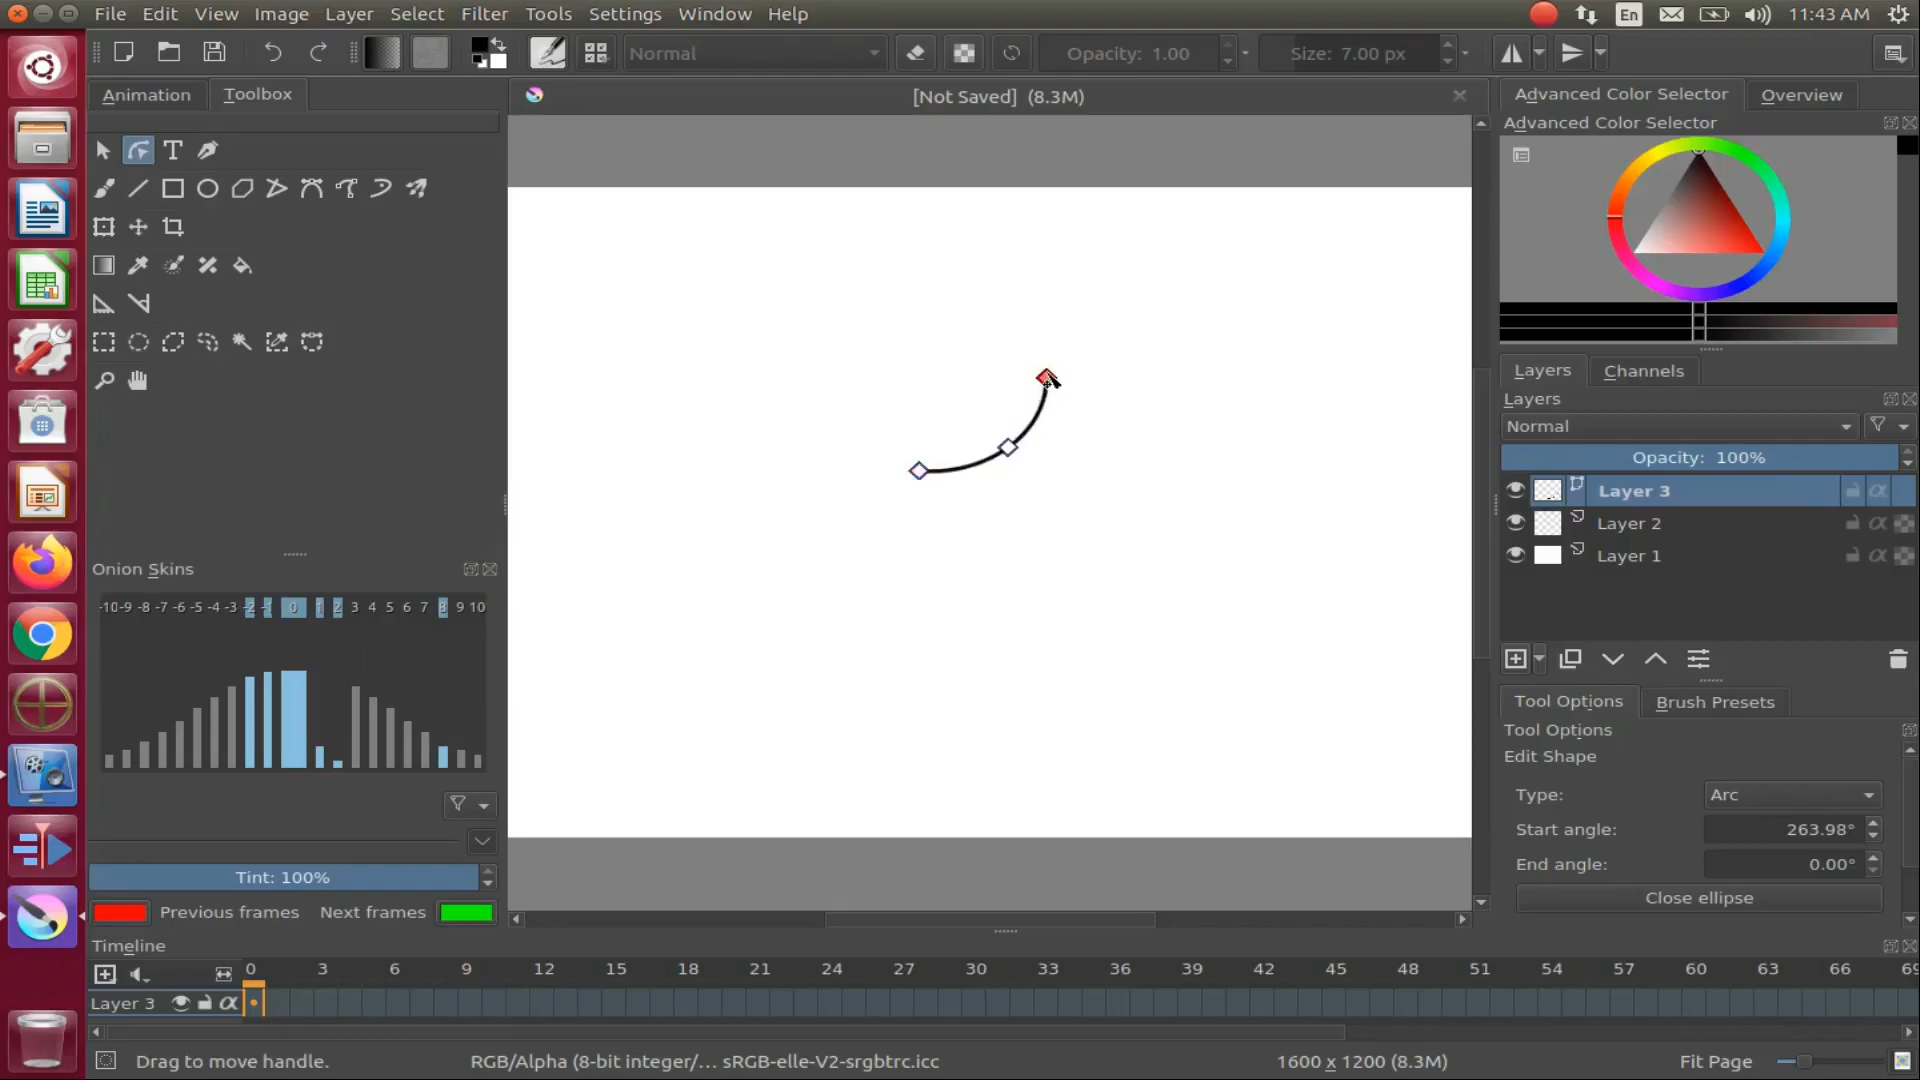 File Edit View Image Layer Select Filter Tools Settings Window Help
En 11:43 AM
Normal Opacity: 1.00 Size: 7.00 px
Animation Toolbox
[Not Saved] (8.3M)
Advanced Color Selector Overview
Advanced Color Selector
Layers Channels
Layers
Normal
Opacity: 100%
Layer 3
Layer 2
Layer 1
Onion Skins
-10 -9 -8 -7 -6 -5 -4 -3 -2 -1 0 1 2 3 4 5 6 7 8 9 10
Tool Options Brush Presets
Tool Options
Edit Shape
Type: Arc
Start angle: 263.98°
End angle: 0.00°
Close ellipse
Tint: 100%
Previous frames Next frames
Timeline
0 3 6 9 12 15 18 21 24 27 30 33 36 39 42 45 48 51 54 57 60 63 66 69
Layer 3
Drag to move handle. RGB/Alpha (8-bit integer/... sRGB-elle-V2-srgbtrc.icc 1600 x 1200 (8.3M) Fit Page